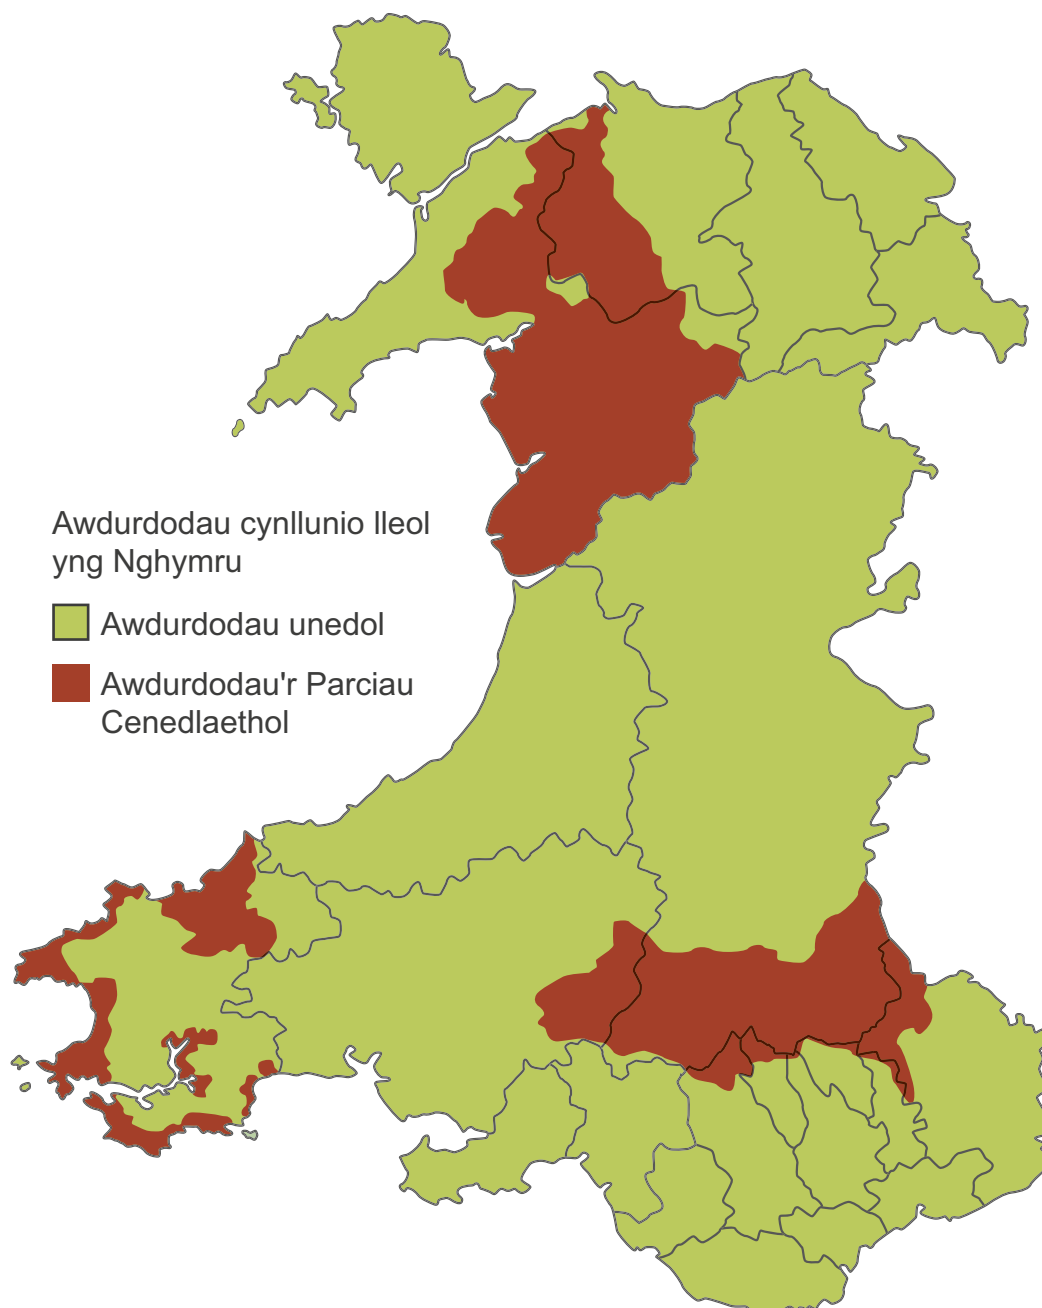 Awdurdodau cynllunio lleol
yng Nghymru
Awdurdodau unedol
Awdurdodau'r Parciau
Cenedlaethol